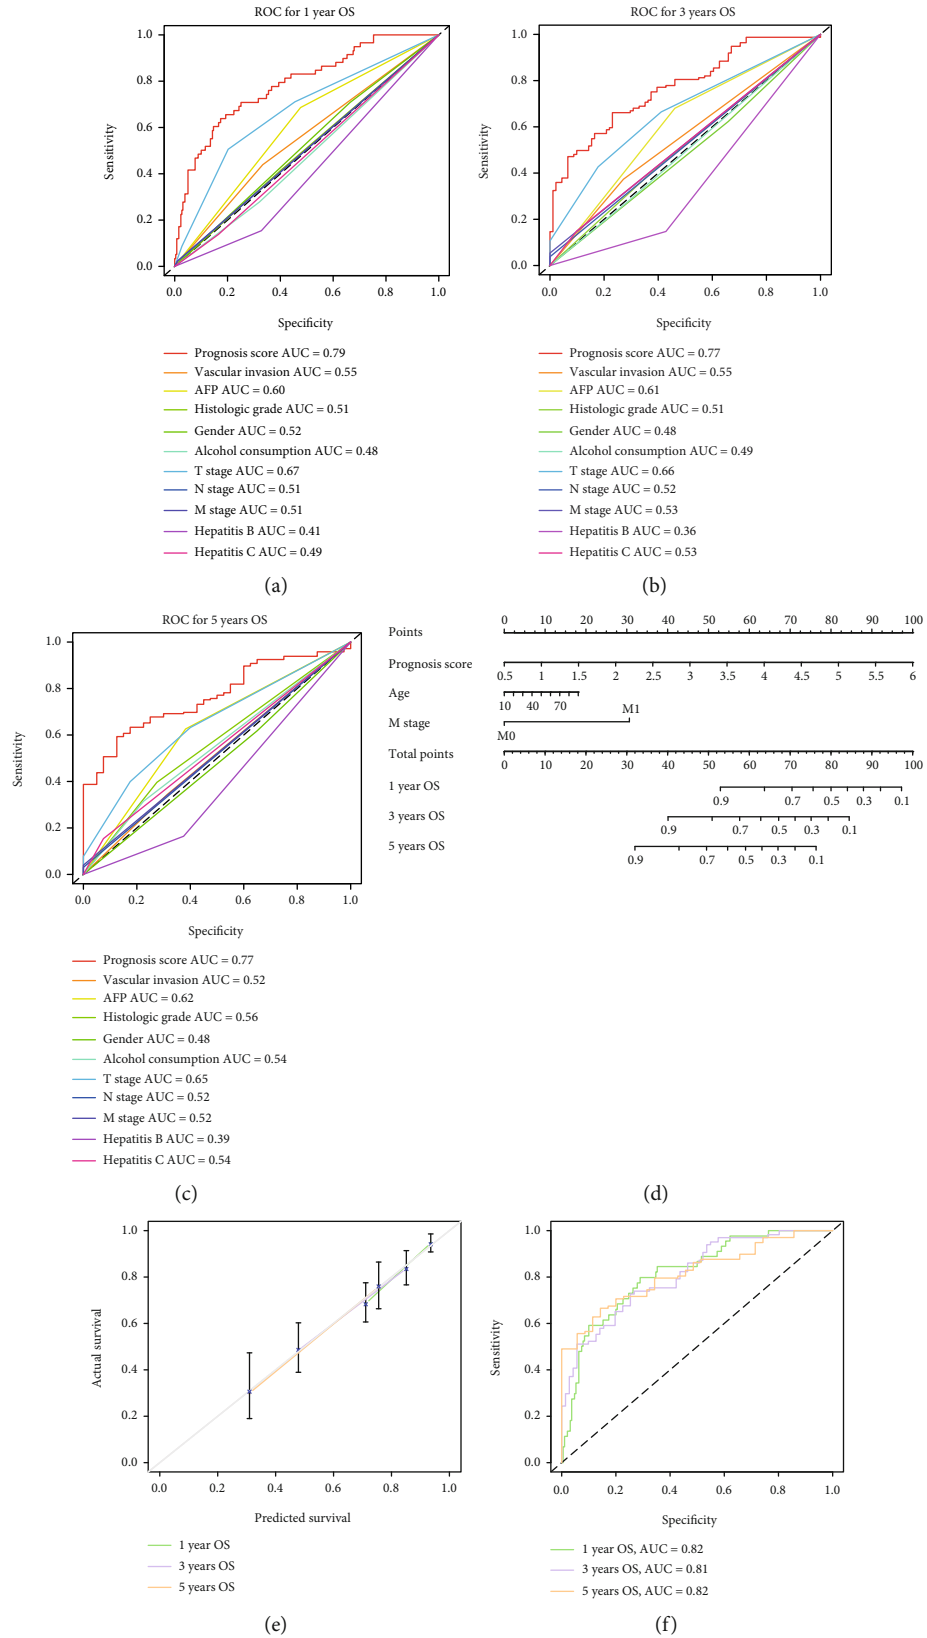 ROC for 1 year OS
1.0
0.8
0.6
0.4
0.2
0.0
Sensitivity
0.0 0.2 0.4 0.6 0.8 1.0
Specificity
Prognosis score AUC = 0.79
Vascular invasion AUC = 0.55
AFP AUC = 0.60
Histologic grade AUC = 0.51
Gender AUC = 0.52
Alcohol consumption AUC = 0.48
T stage AUC = 0.67
N stage AUC = 0.51
M stage AUC = 0.51
Hepatitis B AUC = 0.41
Hepatitis C AUC = 0.49
(a)
ROC for 3 years OS
1.0
0.8
0.6
0.4
0.2
0.0
Sensitivity
0.0 0.2 0.4 0.6 0.8 1.0
Specificity
Prognosis score AUC = 0.77
Vascular invasion AUC = 0.55
AFP AUC = 0.61
Histologic grade AUC = 0.51
Gender AUC = 0.48
Alcohol consumption AUC = 0.49
T stage AUC = 0.66
N stage AUC = 0.52
M stage AUC = 0.53
Hepatitis B AUC = 0.36
Hepatitis C AUC = 0.53
(b)
ROC for 5 years OS
1.0
0.8
0.6
0.4
0.2
0.0
Sensitivity
0.0 0.2 0.4 0.6 0.8 1.0
Specificity
Prognosis score AUC = 0.77
Vascular invasion AUC = 0.52
AFP AUC = 0.62
Histologic grade AUC = 0.56
Gender AUC = 0.48
Alcohol consumption AUC = 0.54
T stage AUC = 0.65
N stage AUC = 0.52
M stage AUC = 0.52
Hepatitis B AUC = 0.39
Hepatitis C AUC = 0.54
(c)
0 10 20 30 40 50 60 70 80 90 100
Points
Prognosis score
0.5 1 1.5 2 2.5 3 3.5 4 4.5 5 5.5 6
Age
10 40 70
M1
M stage
M0
Total points
0 10 20 30 40 50 60 70 80 90 100
1 year OS
0.9 0.7 0.5 0.3 0.1
3 years OS
0.9 0.7 0.5 0.3 0.1
5 years OS
0.9 0.7 0.5 0.3 0.1
(d)
1.0
0.8
0.6
0.4
0.2
0.0
Actual survival
0.0 0.2 0.4 0.6 0.8 1.0
Predicted survival
1 year OS
3 years OS
5 years OS
(e)
1.0
0.8
0.6
0.4
0.2
0.0
Sensitivity
0.0 0.2 0.4 0.6 0.8 1.0
Specificity
1 year OS, AUC = 0.82
3 years OS, AUC = 0.81
5 years OS, AUC = 0.82
(f)